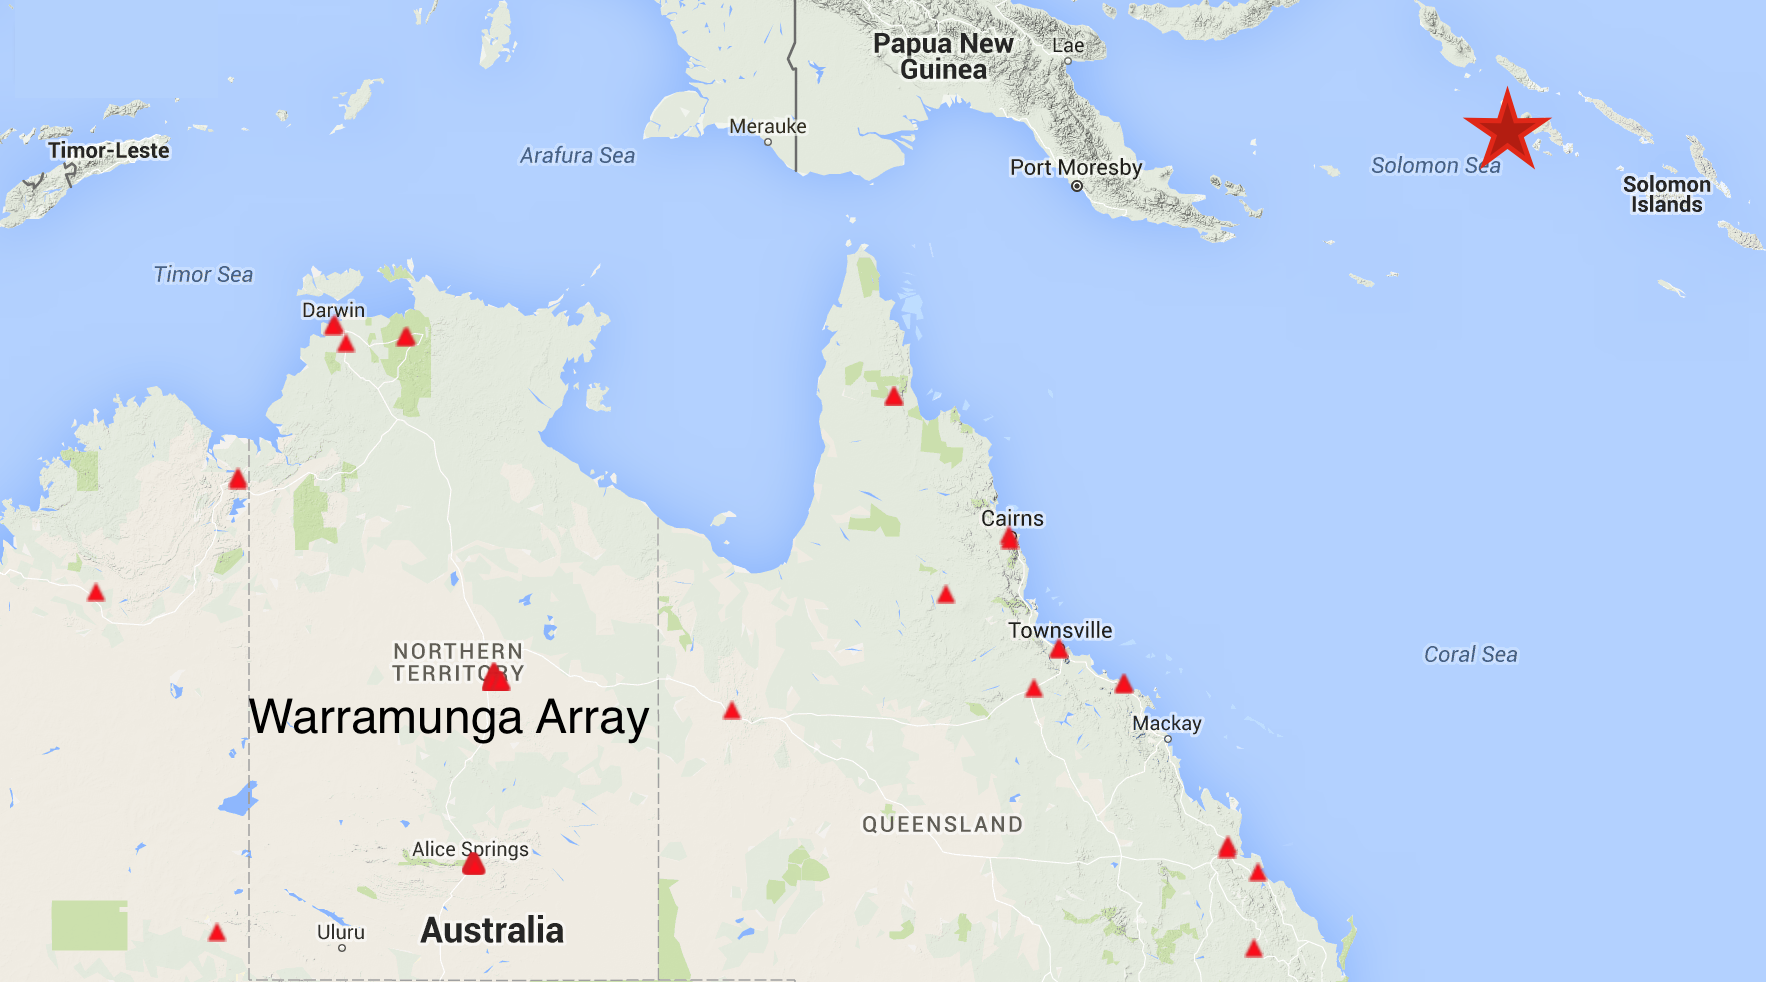 Papua New
Guinea
Lae
Merauke
Timor-Leste
Arafura Sea
Port Moresby
Solomon Sea
Solomon
Islands
Timor Sea
Darwin
Cairns
Townsville
NORTHERN
TERRITORY
Coral Sea
Warramunga Array
Mackay
QUEENSLAND
Alice Springs
Australia
Uluru